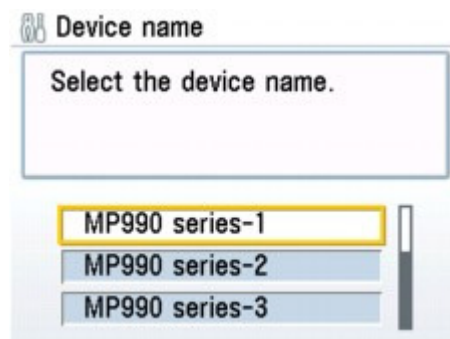 Device name
Select the device name.
MP990 series-1
MP990 series-2
MP990 series-3